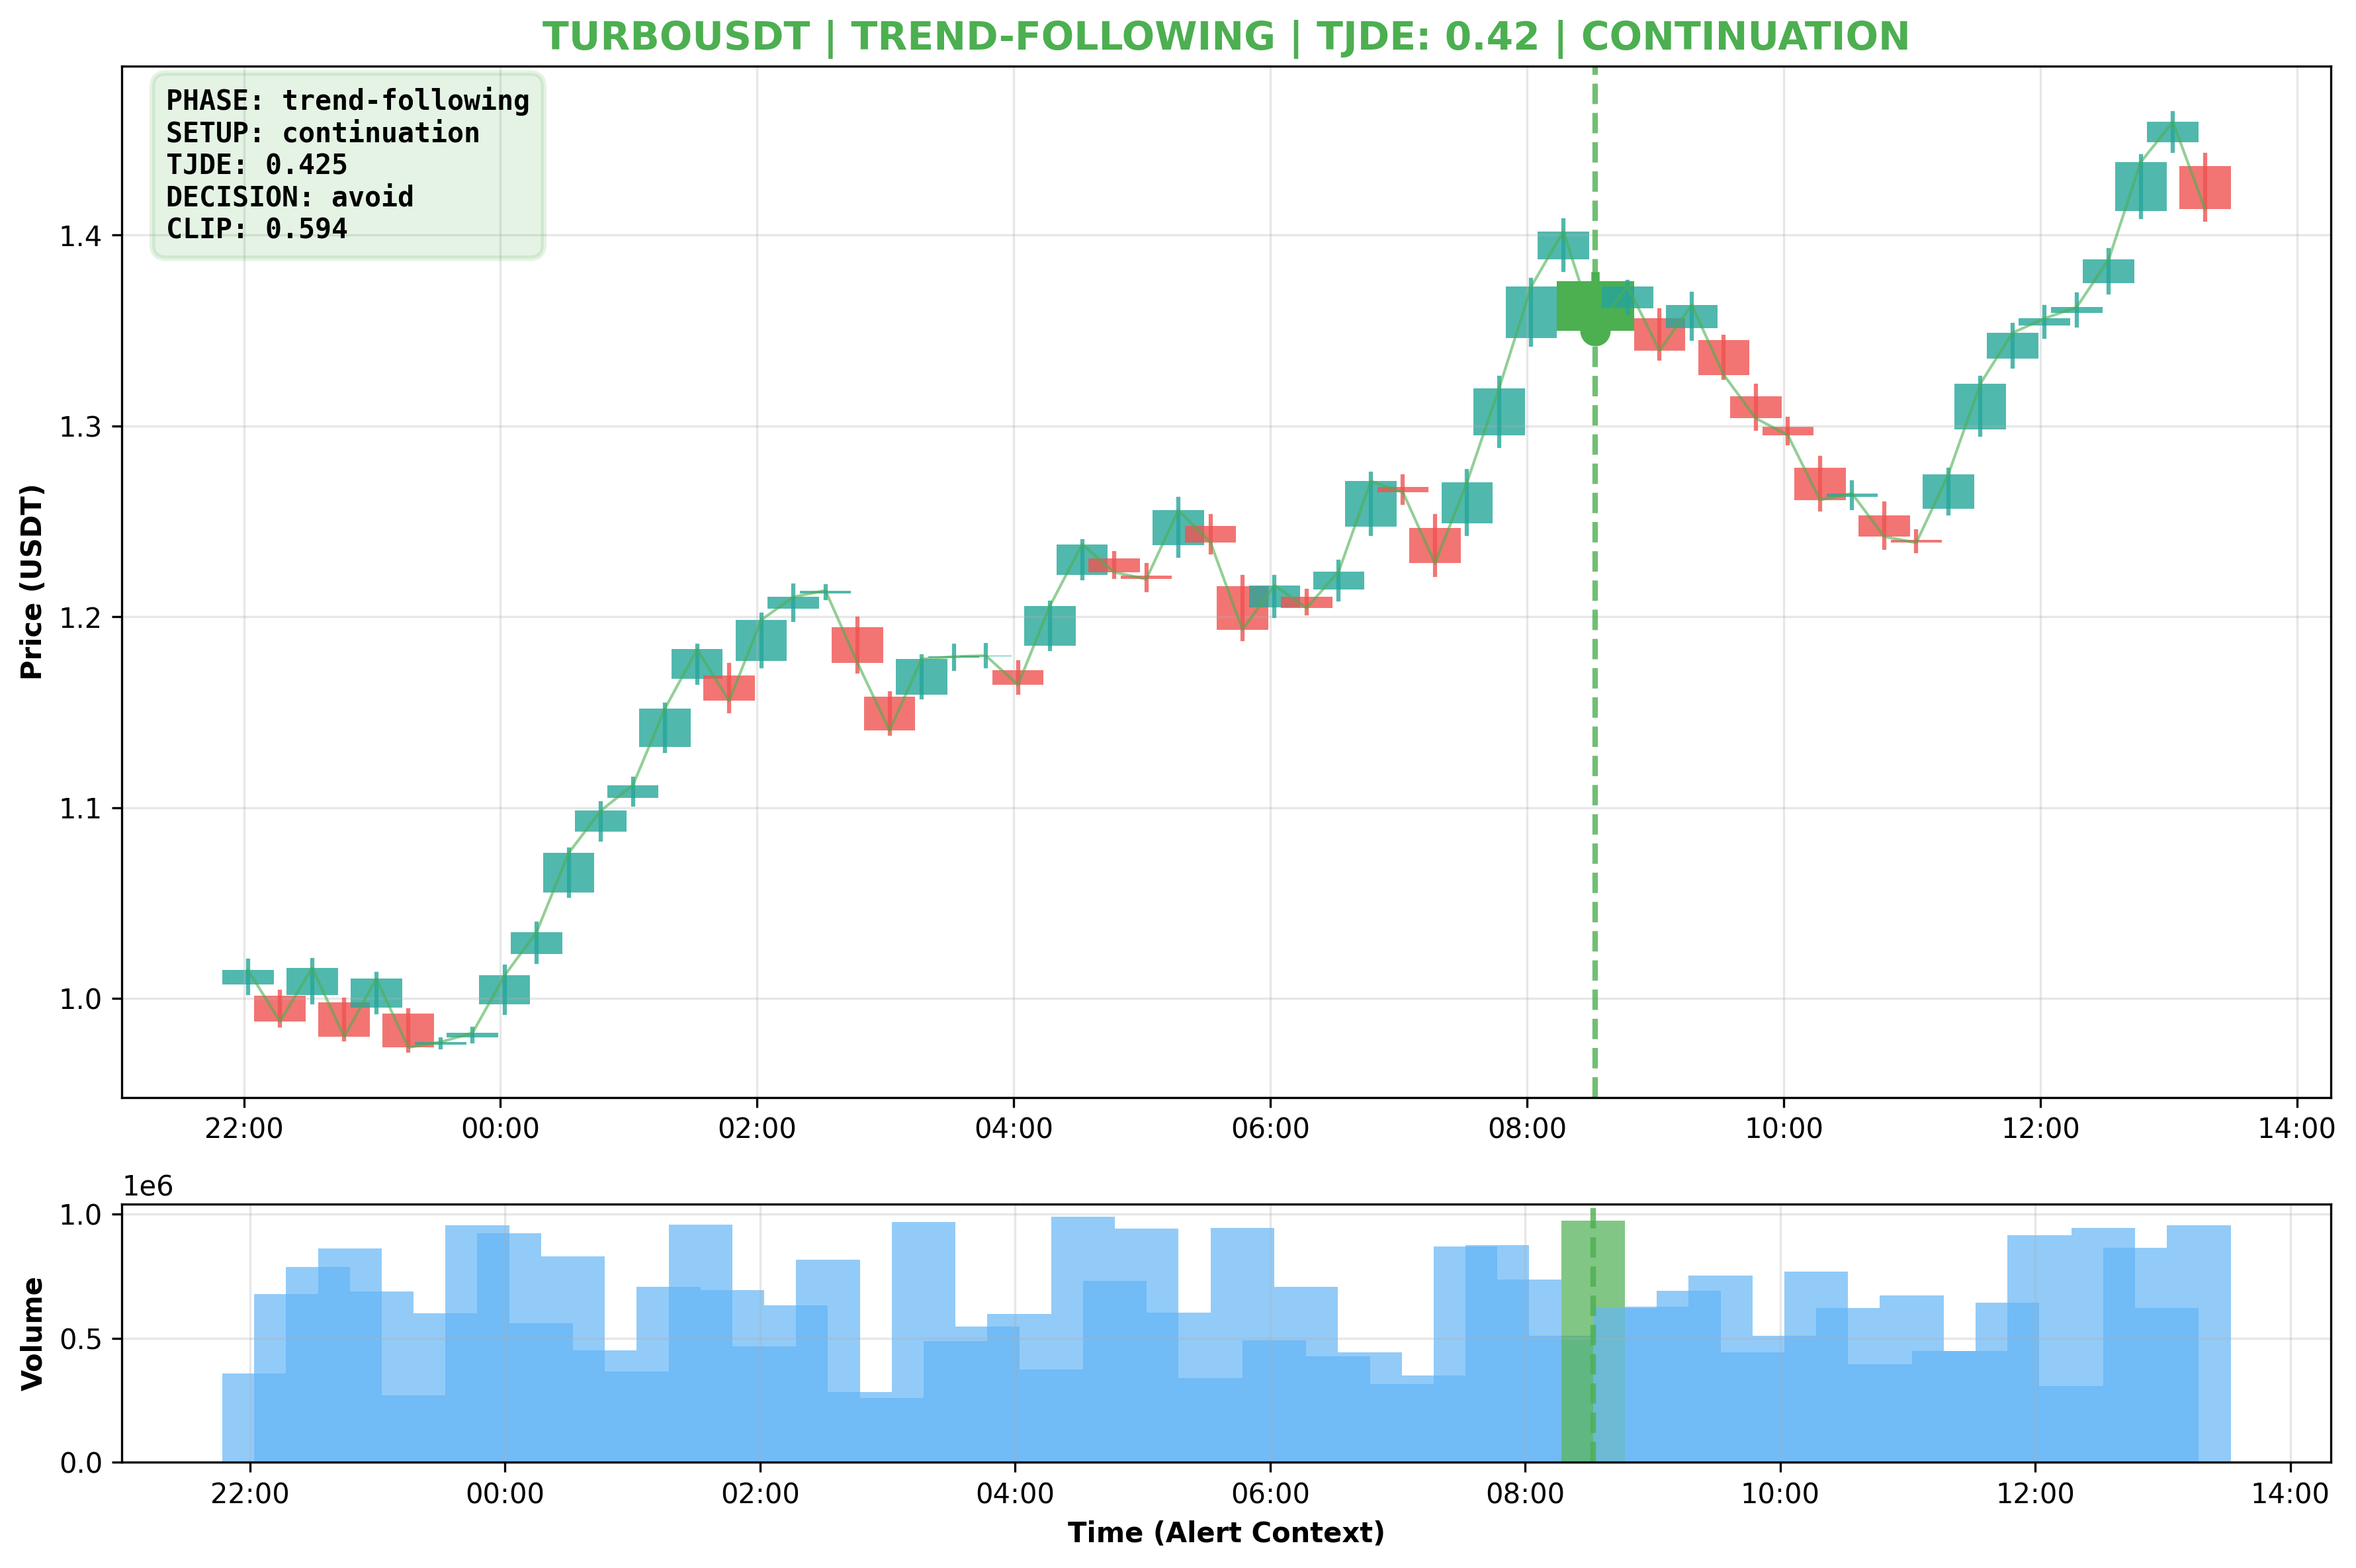 TURBOUSDT | TREND-FOLLOWING | TJDE: 0.42 | CONTINUATION
PHASE: trend-following
SETUP: continuation
TJDE: 0.425
DECISION: avoid
CLIP: 0.594
Price (USDT)
1.4
1.3
1.2
1.1
1.0
22:00 00:00 02:00 04:00 06:00 08:00 10:00 12:00 14:00
1e6
Volume
1.0
0.5
0.0
22:00 00:00 02:00 04:00 06:00 08:00 10:00 12:00 14:00
Time (Alert Context)